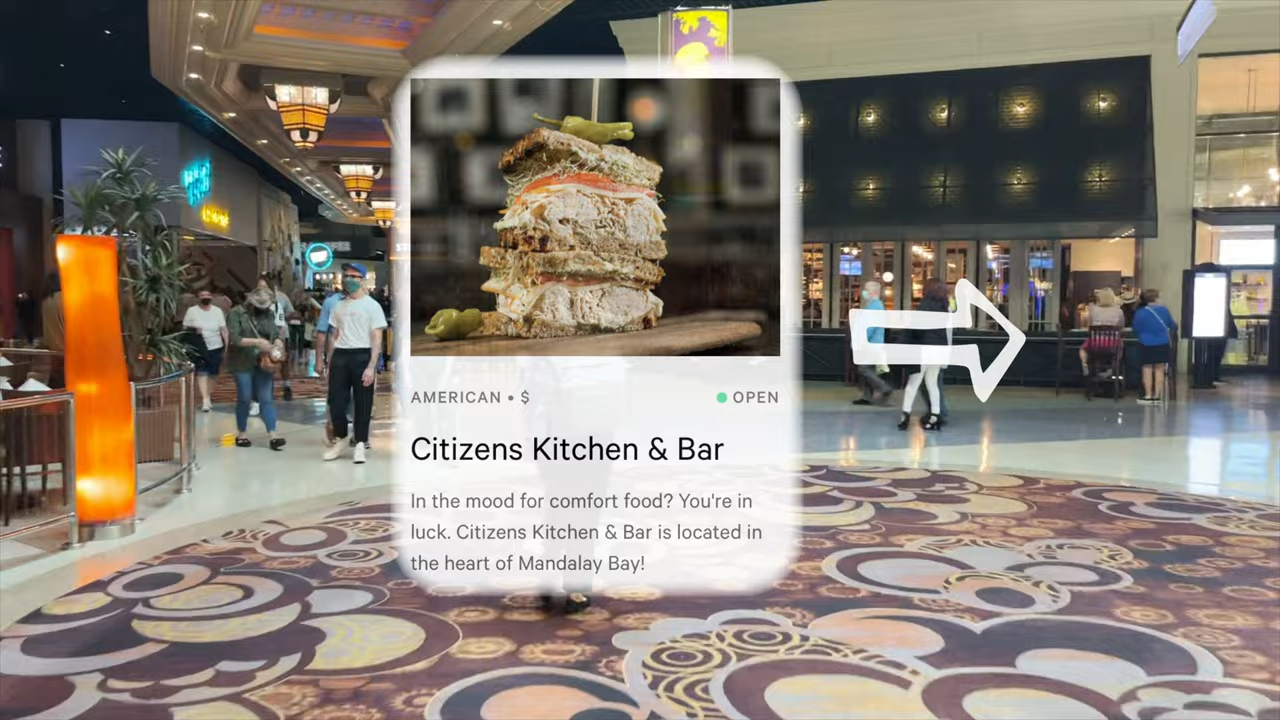 AMERICAN • $
OPEN
Citizens Kitchen & Bar
In the mood for comfort food? You're in
luck. Citizens Kitchen & Bar is located in
the heart of Mandalay Bay!